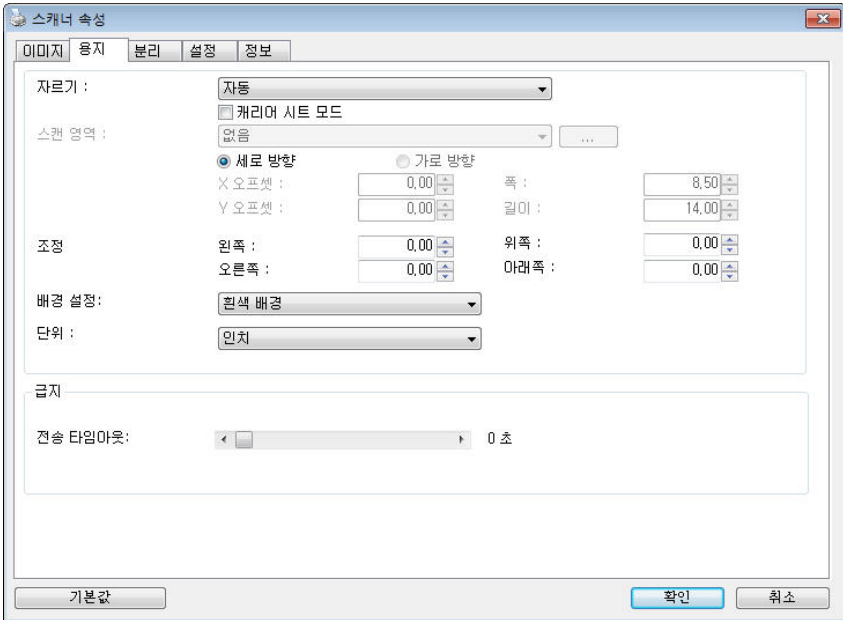 스캐너 속성
이미지 용지 분리 설정 정보
자르기 : 자동
캐리어 시트 모드
스캔 영역 : 없음 ...
세로 방향 가로 방향
X 오프셋 : 0,00 폭 : 8,50
Y 오프셋 : 0,00 길이 : 14,00
조정 왼쪽 : 0,00 위쪽 : 0,00
오른쪽 : 0,00 아래쪽 : 0,00
배경 설정: 흰색 배경
단위 : 인치
급지
전송 타임아웃: 0 초
기본값 확인 취소